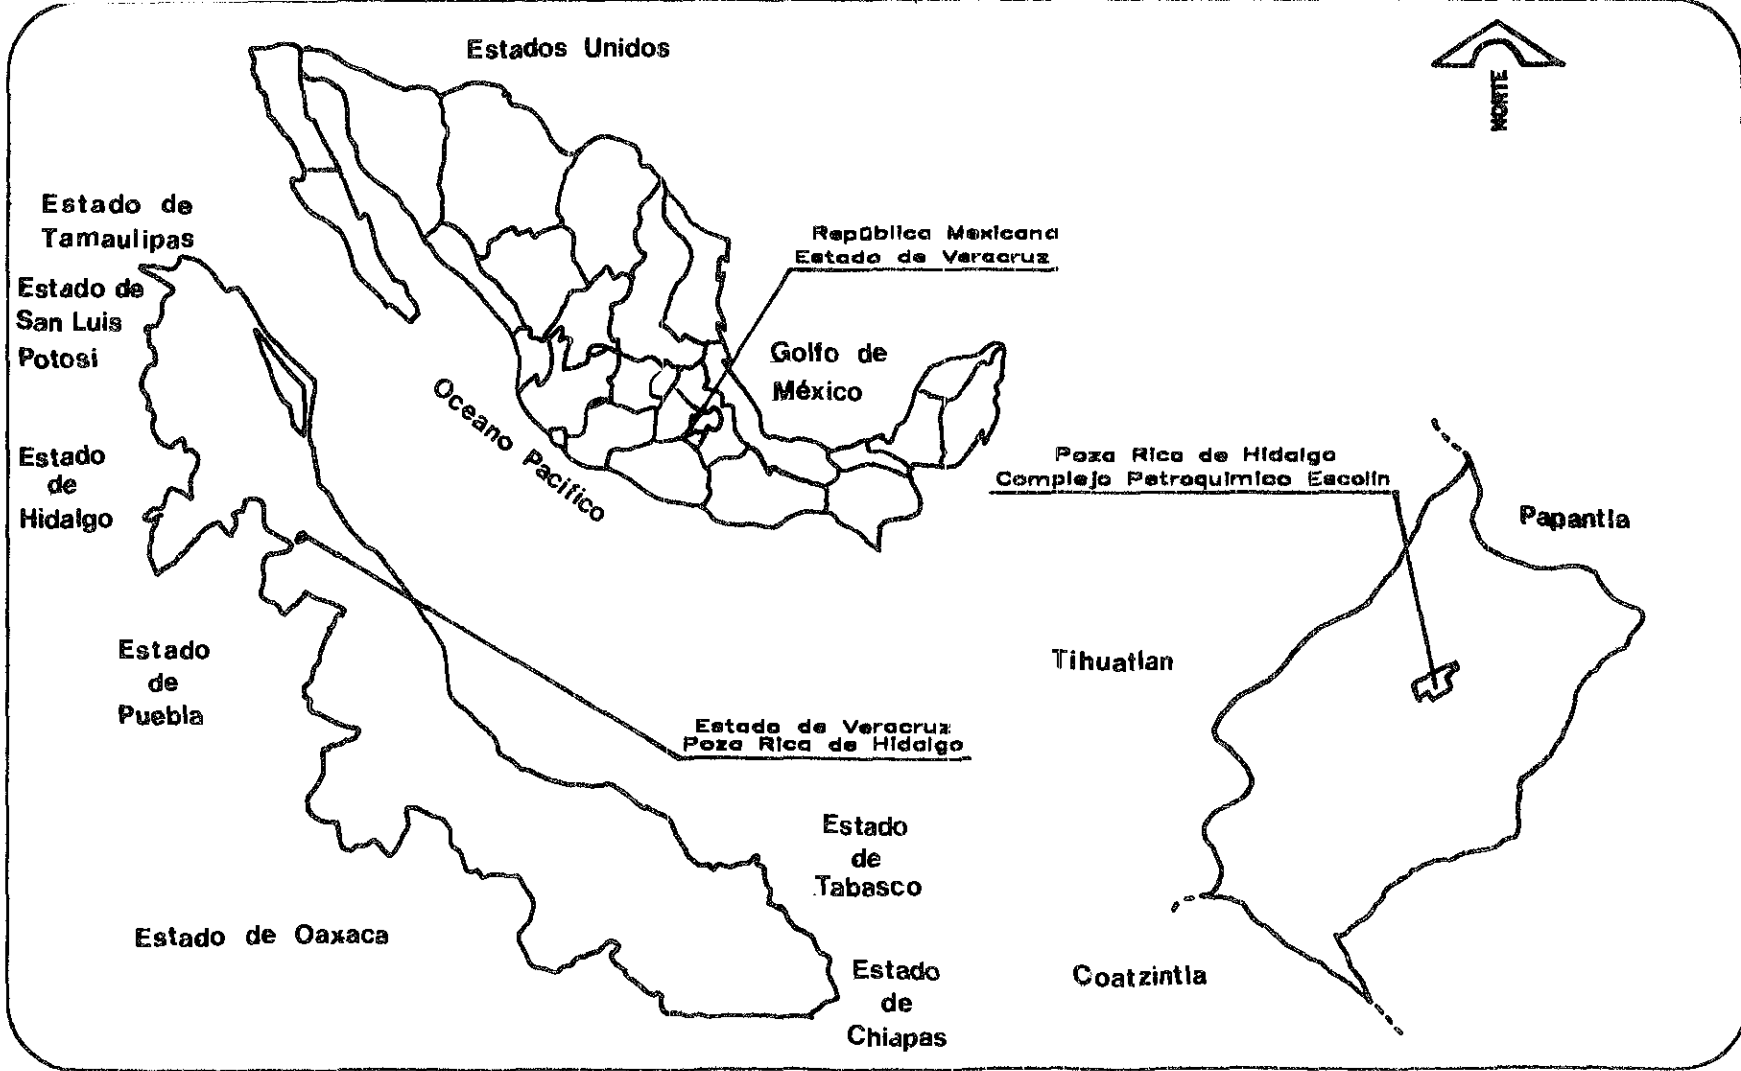 Estados Unidos
NORTE
Estado de
Tamaulipas
República Mexicana
Estado de Veracruz
Estado de
San Luis
Potosi
Golfo de
México
Oceano Pacifico
Estado
de
Hidalgo
Poza Rica de Hidalgo
Complejo Petroquimico Escolin
Papantla
Estado
de
Puebla
Tihuatlan
Estado de Veracruz
Poza Rica de Hidalgo
Estado
de
Tabasco
Estado de Oaxaca
Estado
de
Chiapas
Coatzintla